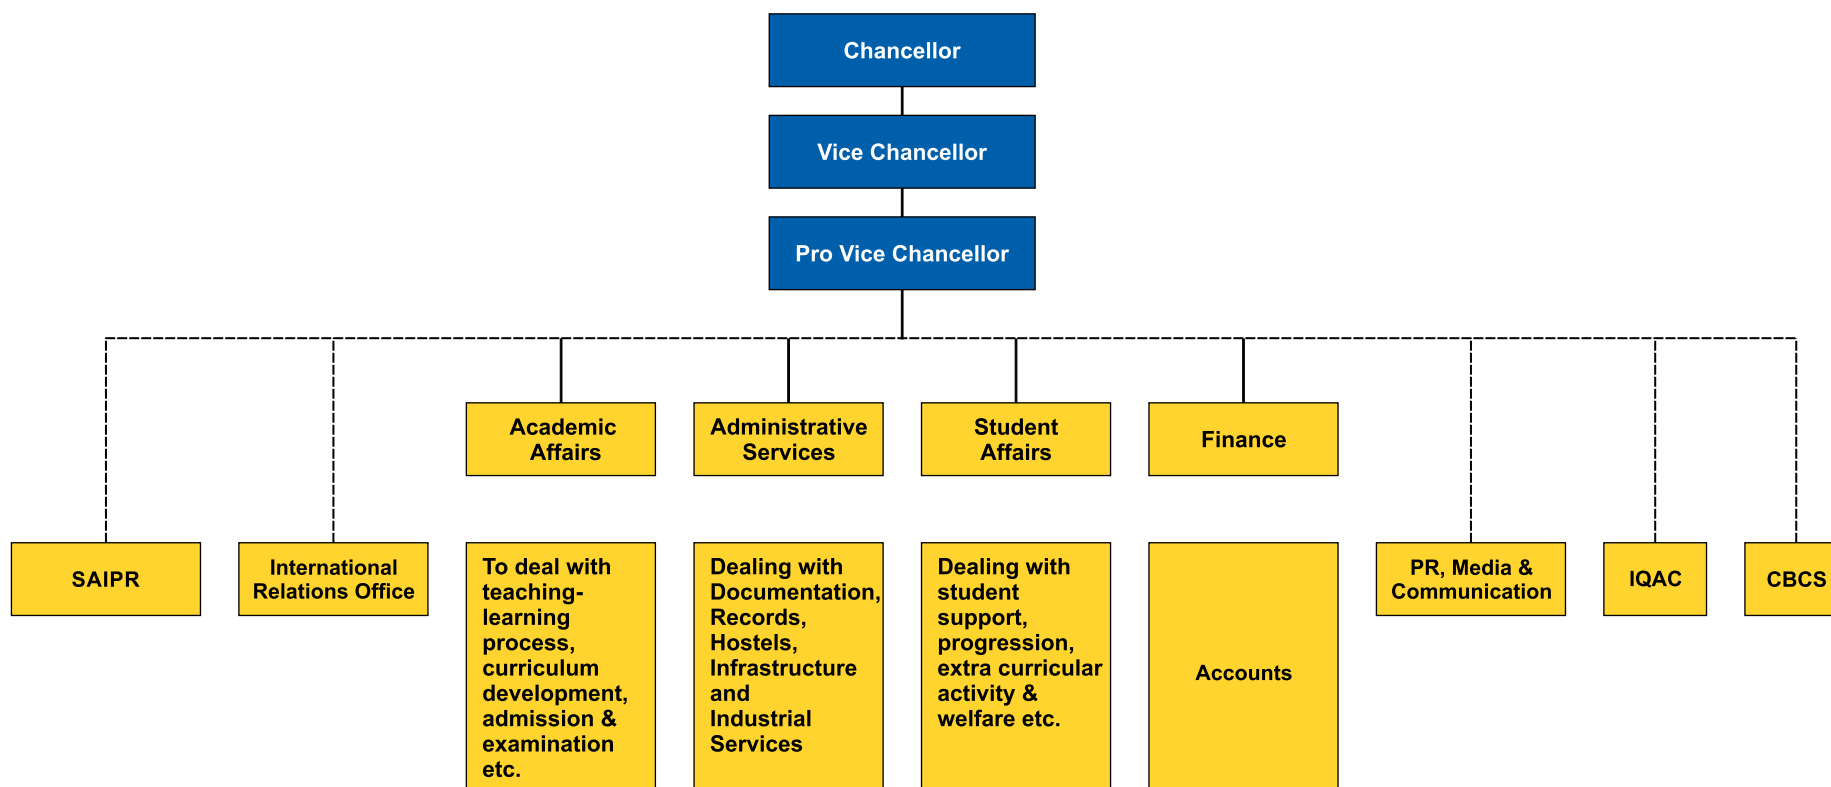 Chancellor
Vice Chancellor
Pro Vice Chancellor
Academic
Affairs
Administrative
Services
Student
Affairs
Finance
SAIPR
International
Relations Office
To deal with
teaching-
learning
process,
curriculum
development,
admission &
examination
etc.
Dealing with
Documentation,
Records,
Hostels,
Infrastructure
and
Industrial
Services
Dealing with
student
support,
progression,
extra curricular
activity &
welfare etc.
Accounts
PR, Media &
Communication
IQAC
CBCS